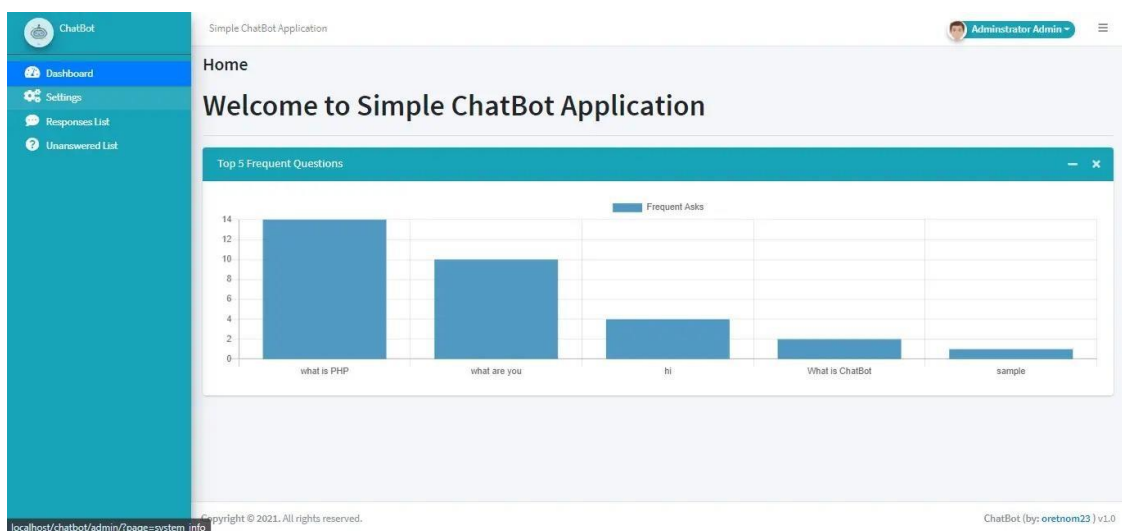 ChatBot
Simple ChatBot Application
Adminstrator Admin
Dashboard
Settings
Responses List
Unanswered List
Home
Welcome to Simple ChatBot Application
Top 5 Frequent Questions
Frequent Asks
14
12
10
8
6
4
2
0
what is PHP
what are you
hi
What is ChatBot
sample
localhost/chatbot/admin/?page=system_info
Copyright © 2021. All rights reserved.
ChatBot (by: oretnom23 ) v1.0